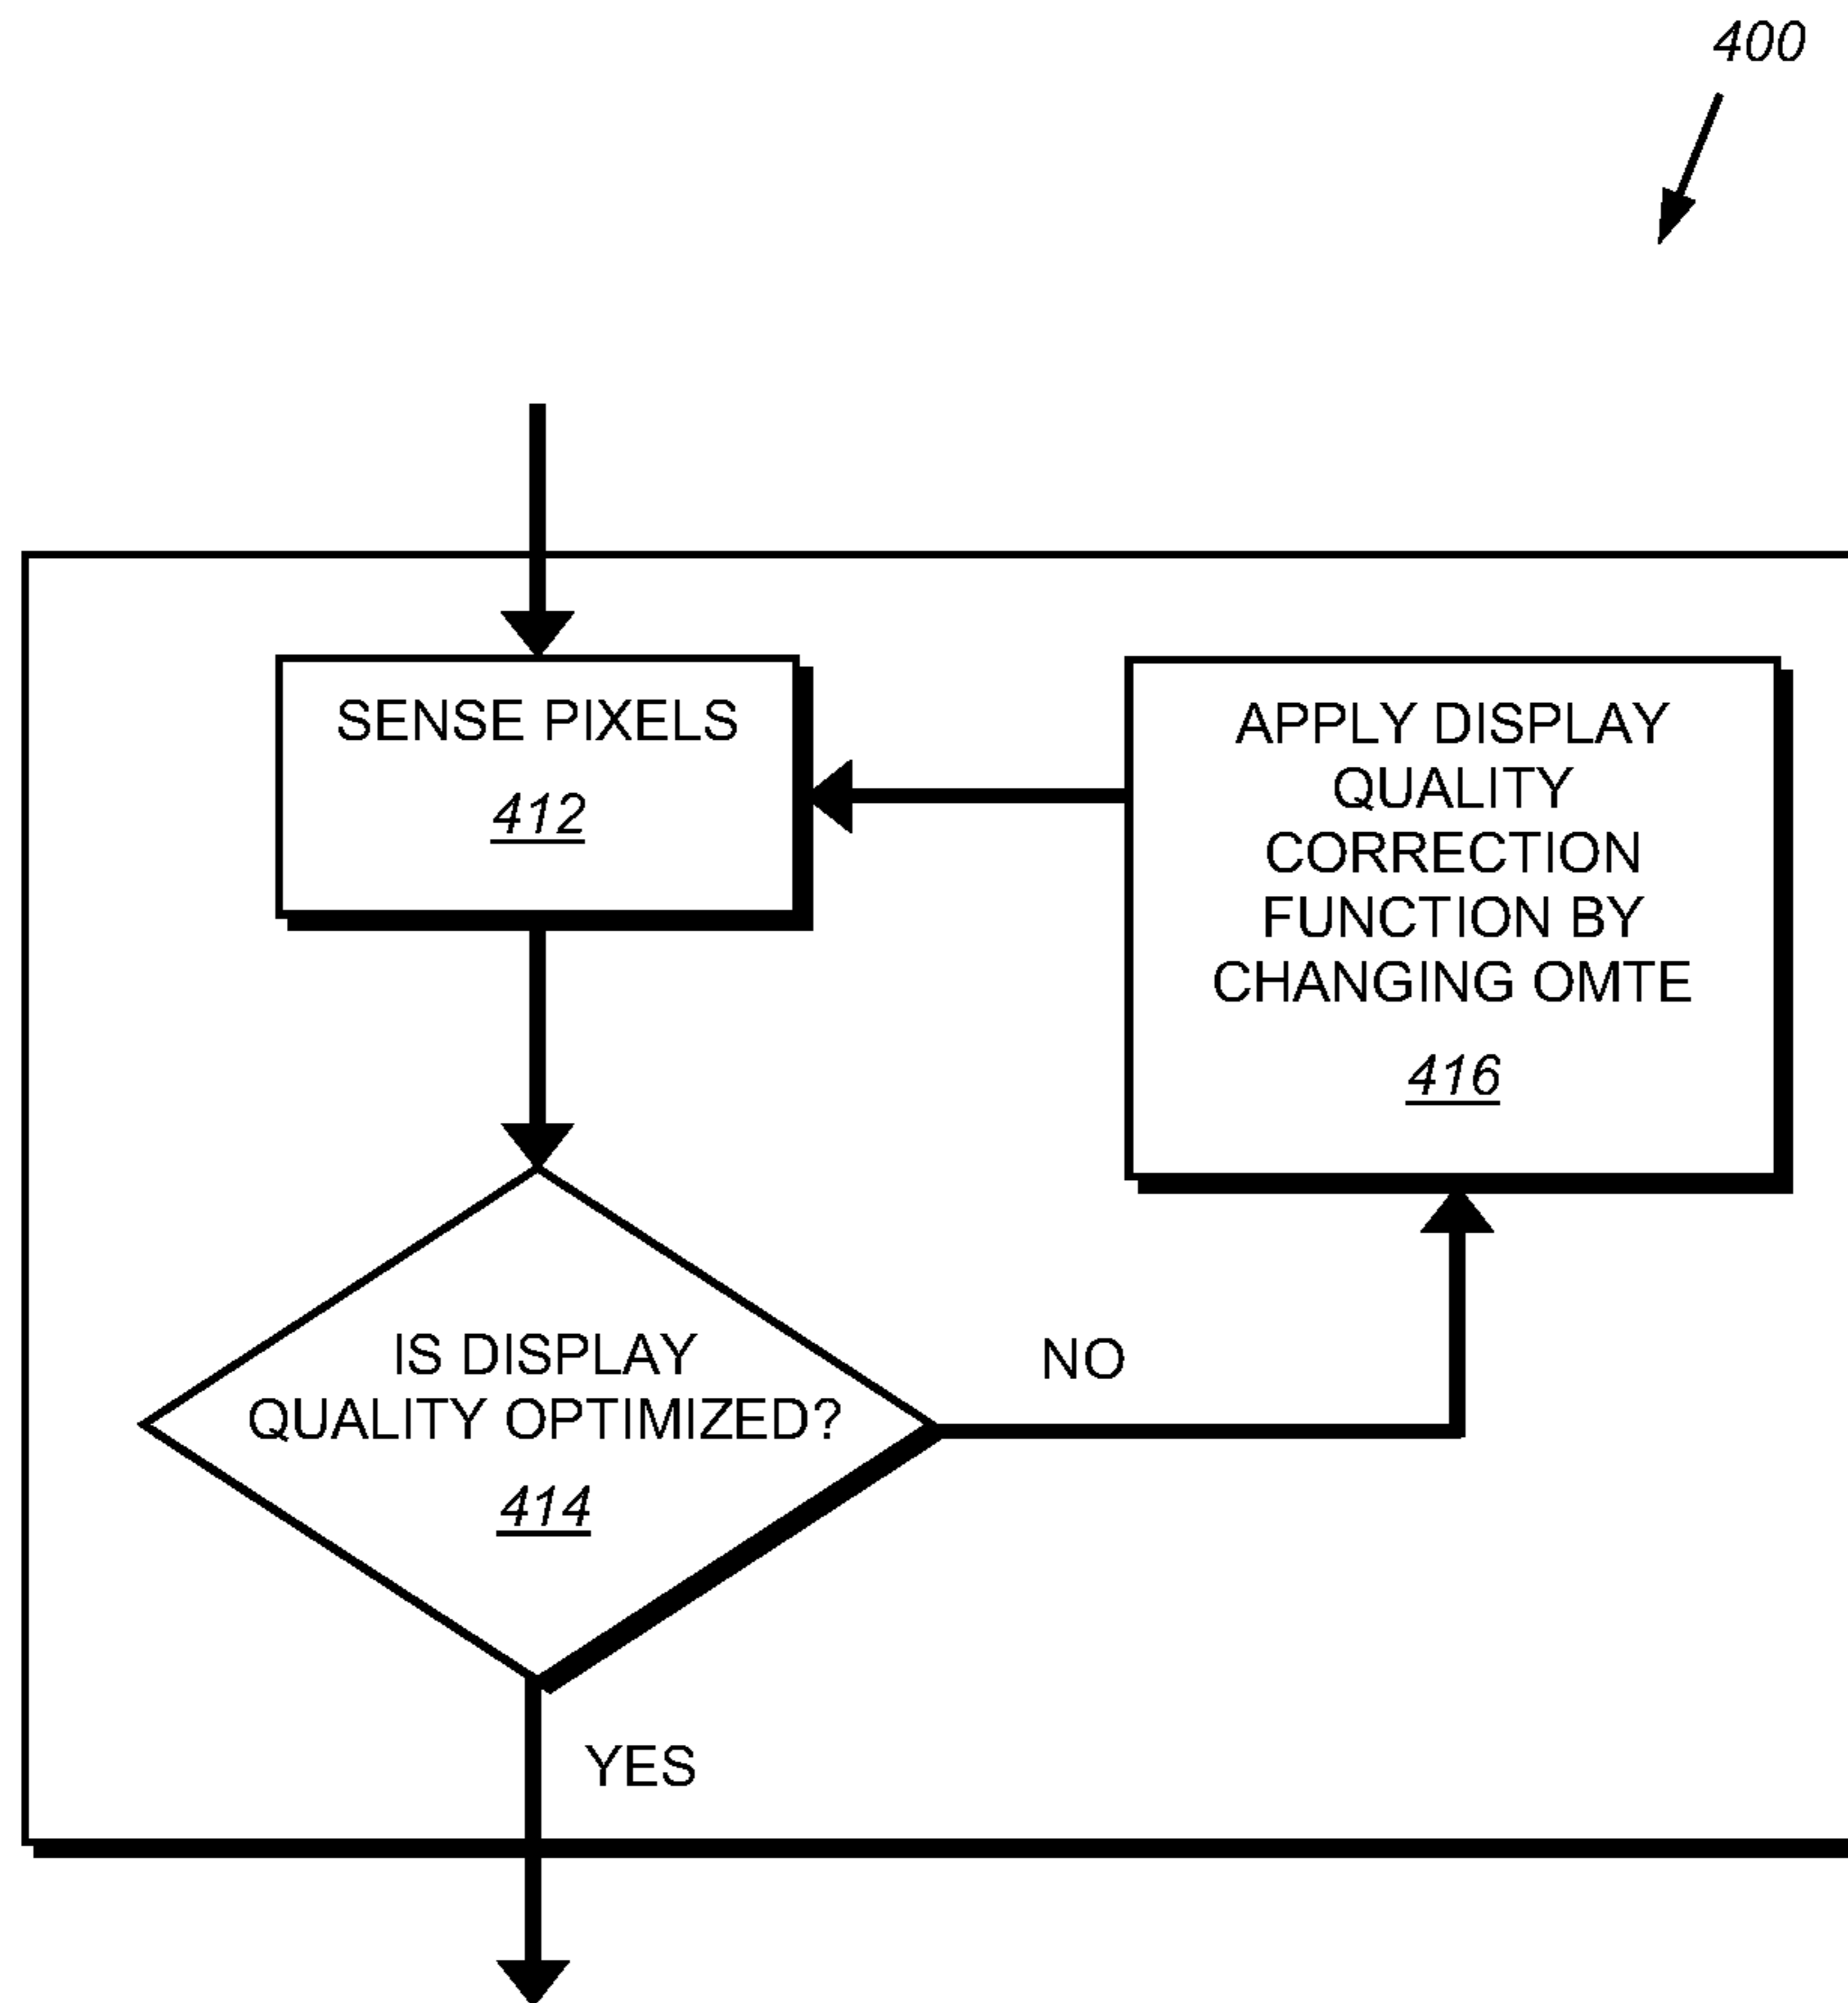 400
SENSE PIXELS
412
APPLY DISPLAY
QUALITY
CORRECTION
FUNCTION BY
CHANGING OMTE
416
IS DISPLAY
QUALITY OPTIMIZED?
414
NO
YES